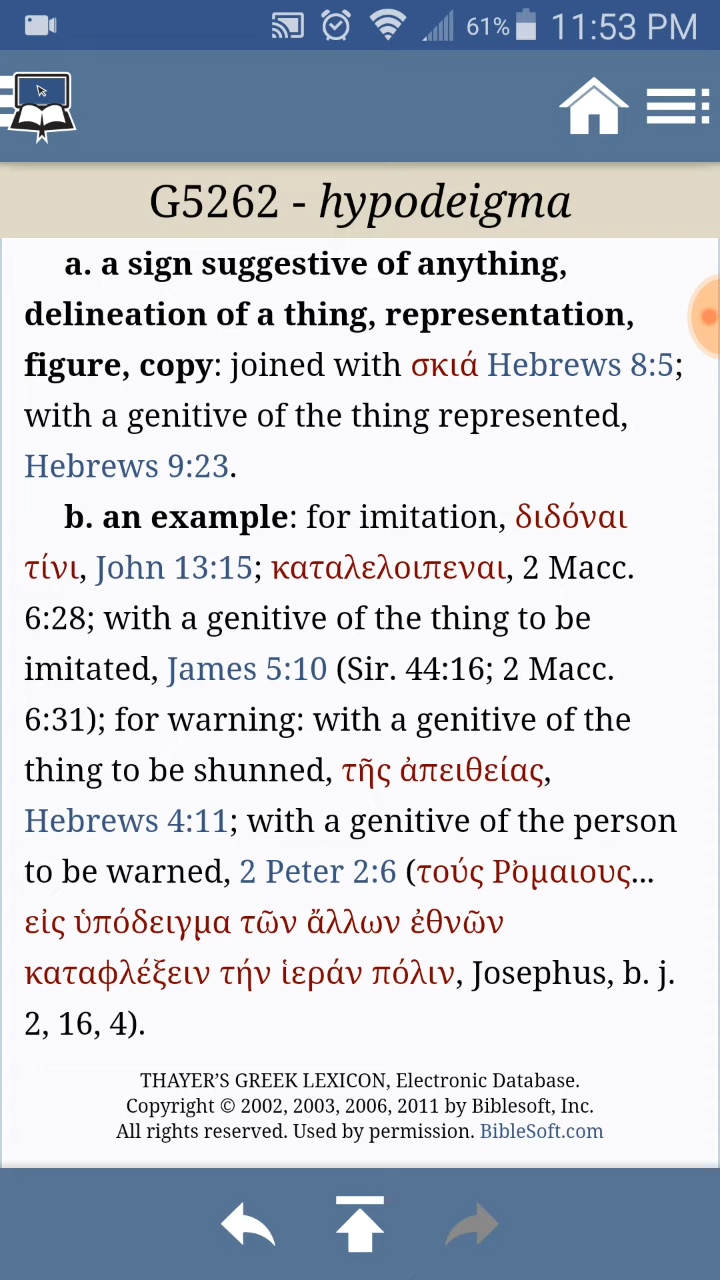 61% 11:53 PM
G5262 - hypodeigma
a. a sign suggestive of anything,
delineation of a thing, representation,
figure, copy: joined with σκιά Hebrews 8:5;
with a genitive of the thing represented,
Hebrews 9:23.
b. an example: for imitation, διδόναι
τίνι, John 13:15; καταλελοιπεναι, 2 Macc.
6:28; with a genitive of the thing to be
imitated, James 5:10 (Sir. 44:16; 2 Macc.
6:31); for warning: with a genitive of the
thing to be shunned, τῆς ἀπειθείας,
Hebrews 4:11; with a genitive of the person
to be warned, 2 Peter 2:6 (τούς Ρὀμαιους...
εἰς ὑπόδειγμα τῶν ἄλλων ἐθνῶν
καταφλέξειν τήν ἱεράν πόλιν, Josephus, b. j.
2, 16, 4).
THAYER’S GREEK LEXICON, Electronic Database.
Copyright © 2002, 2003, 2006, 2011 by Biblesoft, Inc.
All rights reserved. Used by permission. BibleSoft.com